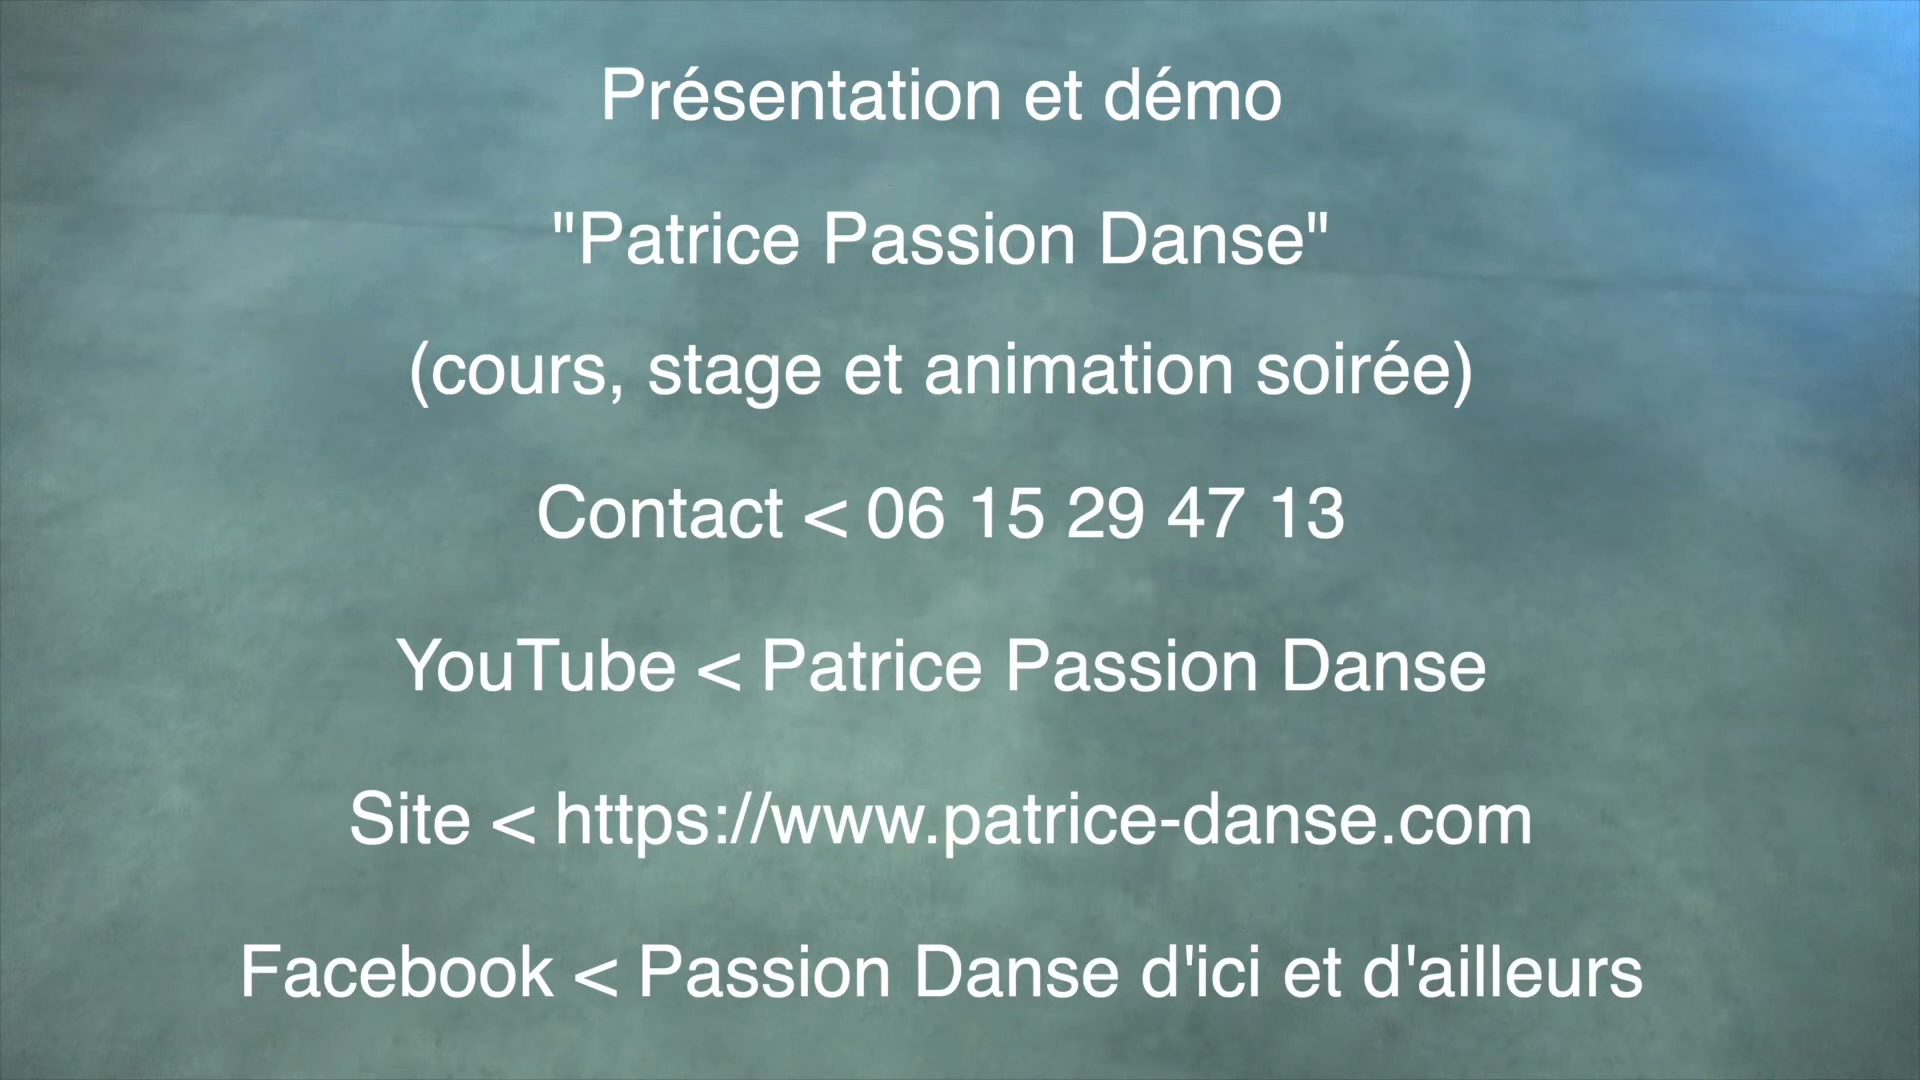 Présentation et démo
"Patrice Passion Danse"
(cours, stage et animation soirée)
Contact < 06 15 29 47 13
YouTube < Patrice Passion Danse
Site < https://www.patrice-danse.com
Facebook < Passion Danse d'ici et d'ailleurs